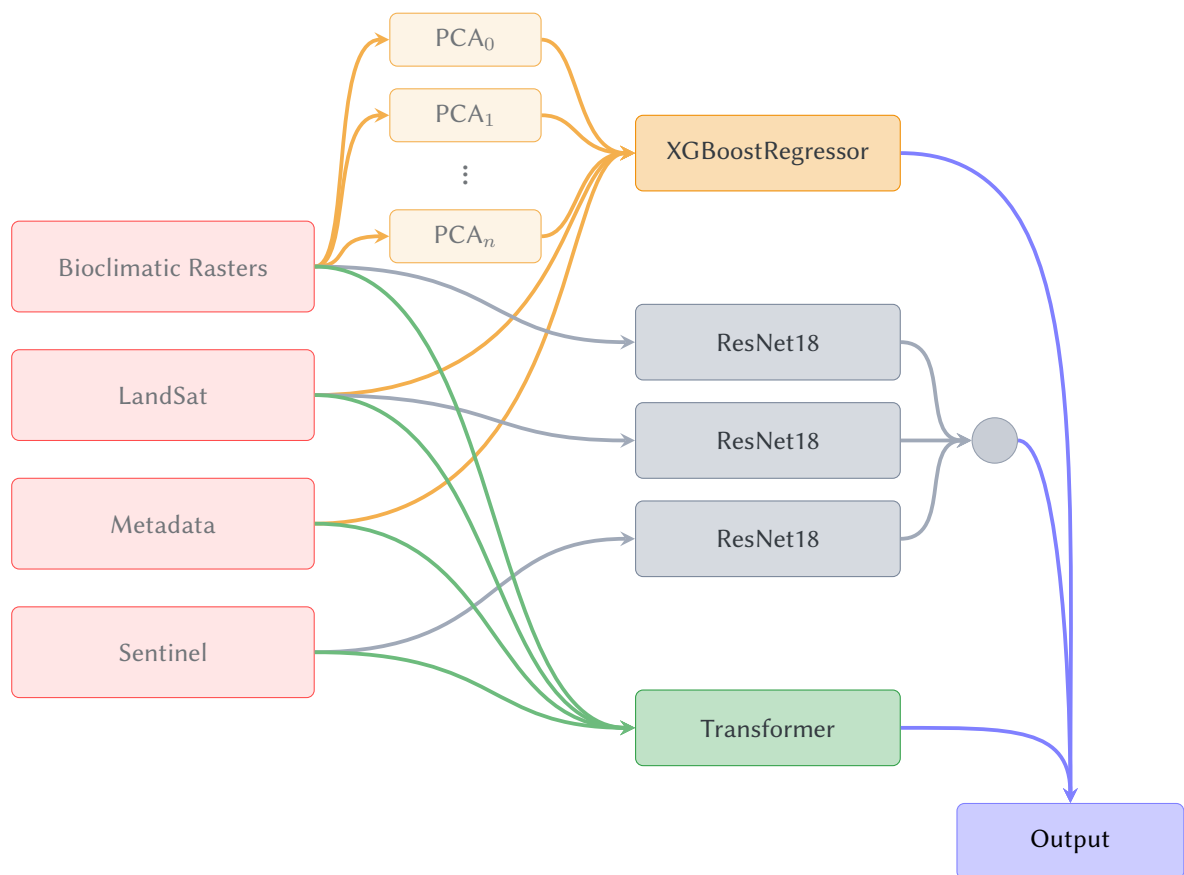 PCA₀
PCA₁
⋮
PCAₙ
XGBoostRegressor
Bioclimatic Rasters
LandSat
Metadata
Sentinel
ResNet18
ResNet18
ResNet18
Transformer
Output